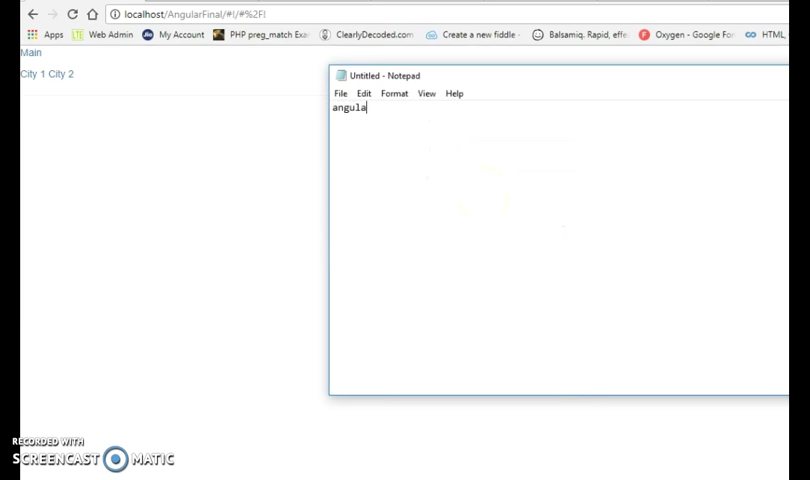 localhost/AngularFinal/#!/#%2F!
Apps Web Admin My Account PHP preg_match Exa ClearlyDecoded.com Create a new fiddle - Balsamiq. Rapid, effe Oxygen - Google Fon HTML,
Main
City 1 City 2
Untitled - Notepad
File Edit Format View Help
angula
RECORDED WITH
SCREENCAST MATIC